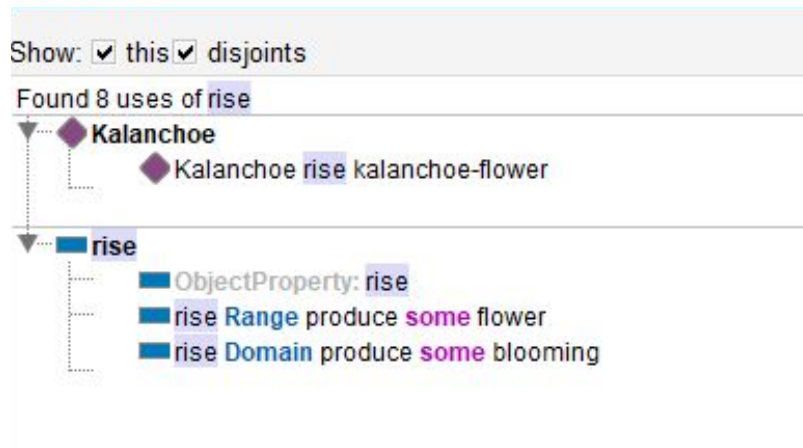 Show: this disjoints
Found 8 uses of rise
Kalanchoe
Kalanchoe rise kalanchoe-flower
rise
ObjectProperty: rise
rise Range produce some flower
rise Domain produce some blooming